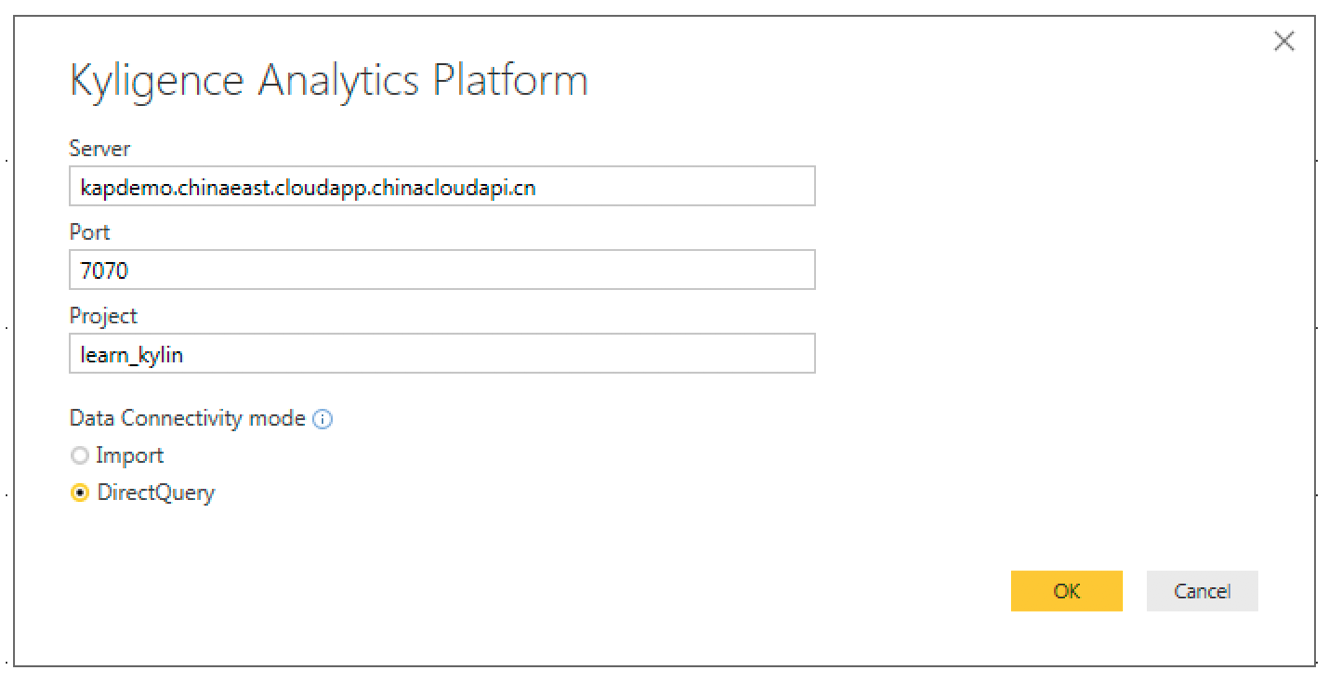 Kyligence Analytics Platform
Server
kapdemo.chinaeast.cloudapp.chinacloudapi.cn
Port
7070
Project
learn_kylin
Data Connectivity mode
Import
DirectQuery
OK Cancel